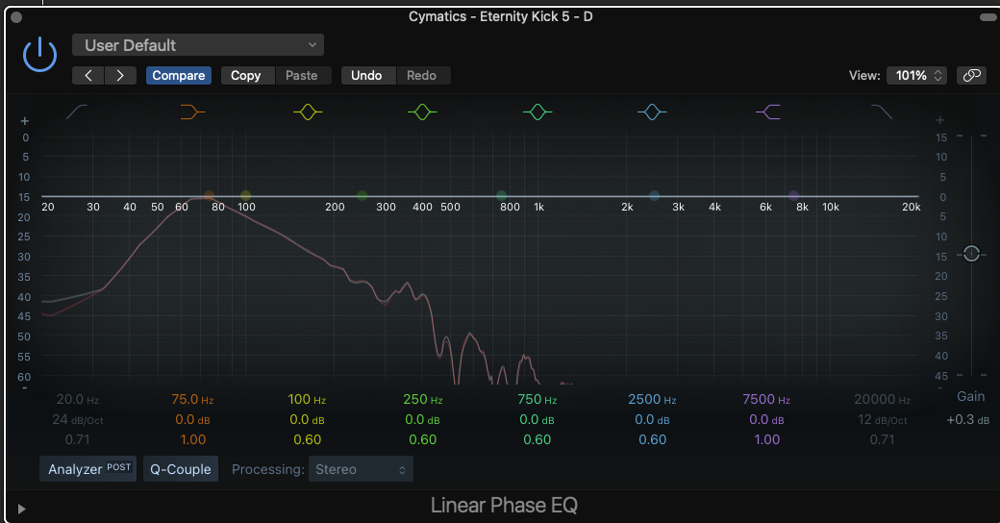 Cymatics - Eternity Kick 5 - D
User Default
Compare Copy Paste Undo Redo View: 101%
+ +
0 15
5 10
10 5
15 0
20 30 40 50 60 80 100 200 300 400 500 800 1k 2k 3k 4k 6k 8k 10k 20k
20 5
25 10
30 15
35 20
40 25
45 30
50 35
55 40
60 45
- -
20.0 Hz 75.0 Hz 100 Hz 250 Hz 750 Hz 2500 Hz 7500 Hz 20000 Hz Gain
24 dB/Oct 0.0 dB 0.0 dB 0.0 dB 0.0 dB 0.0 dB 0.0 dB 12 dB/Oct +0.3 dB
0.71 1.00 0.60 0.60 0.60 0.60 1.00 0.71
Analyzer POST Q-Couple Processing: Stereo
Linear Phase EQ